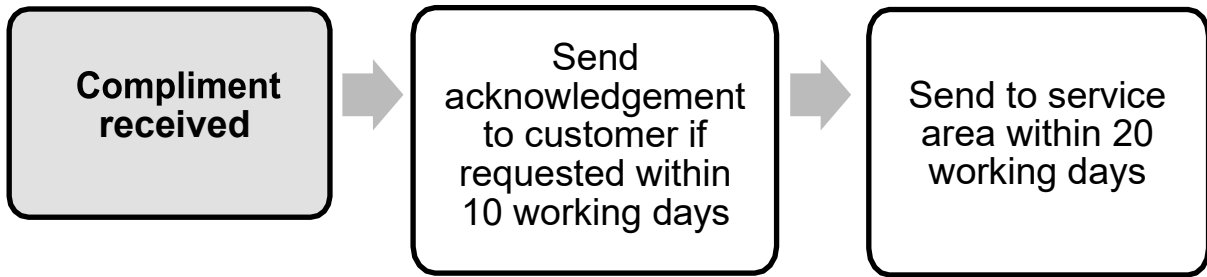 Compliment
received
Send
acknowledgement
to customer if
requested within
10 working days
Send to service
area within 20
working days